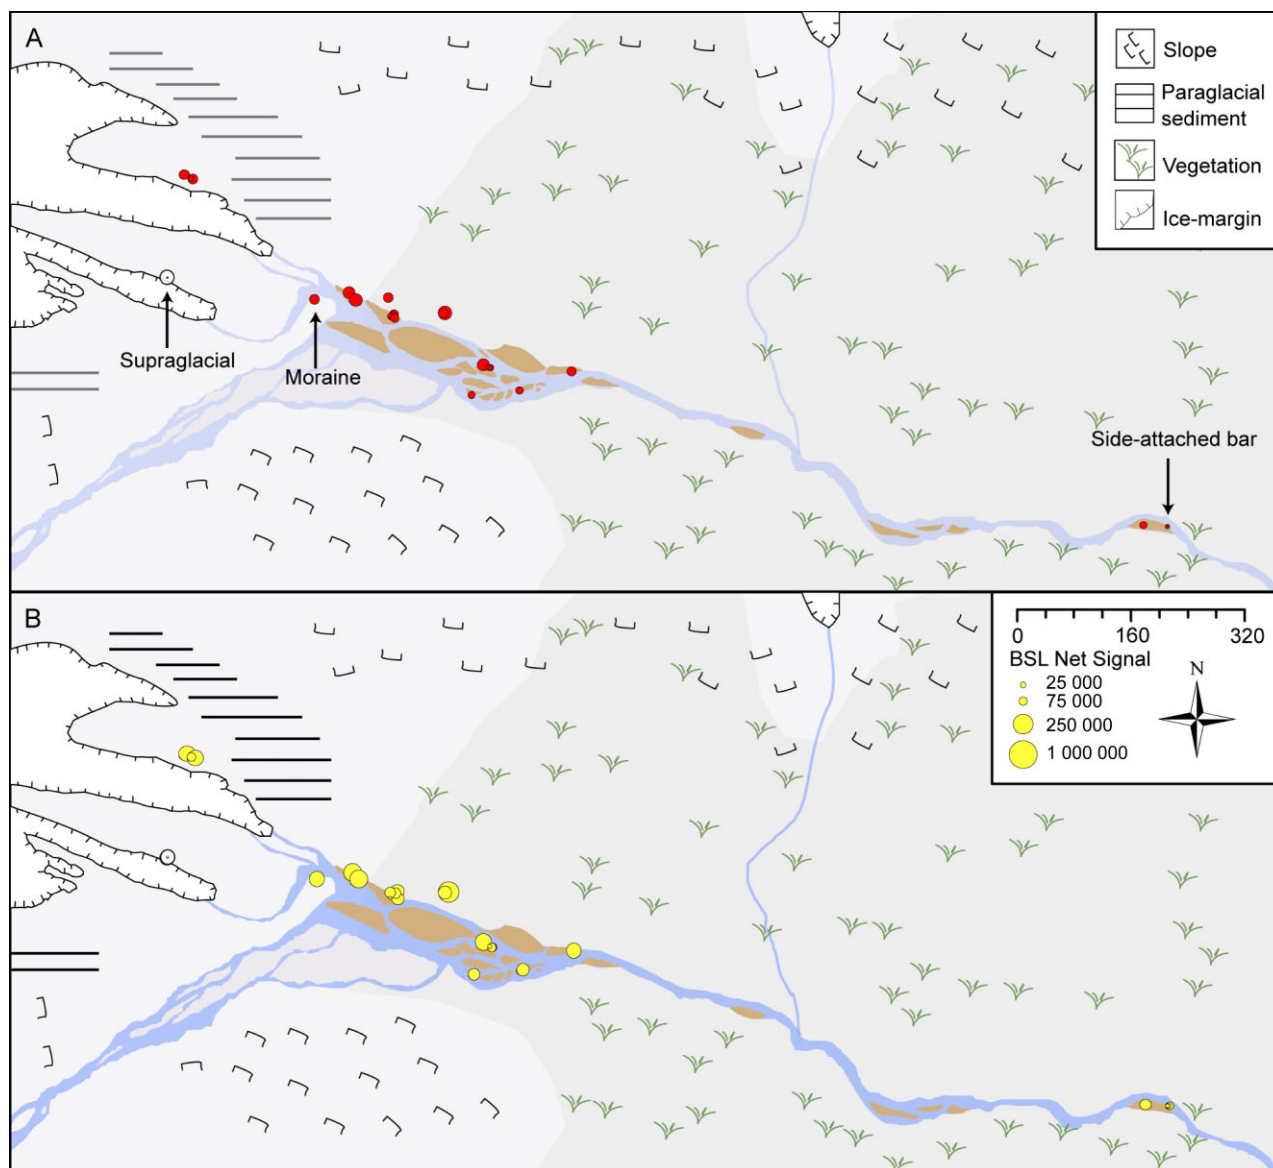 A
Slope
Paraglacial
sediment
Vegetation
Ice-margin
Supraglacial
Moraine
Side-attached bar
B
0 160 320
BSL Net Signal
25 000
75 000
250 000
1 000 000
N